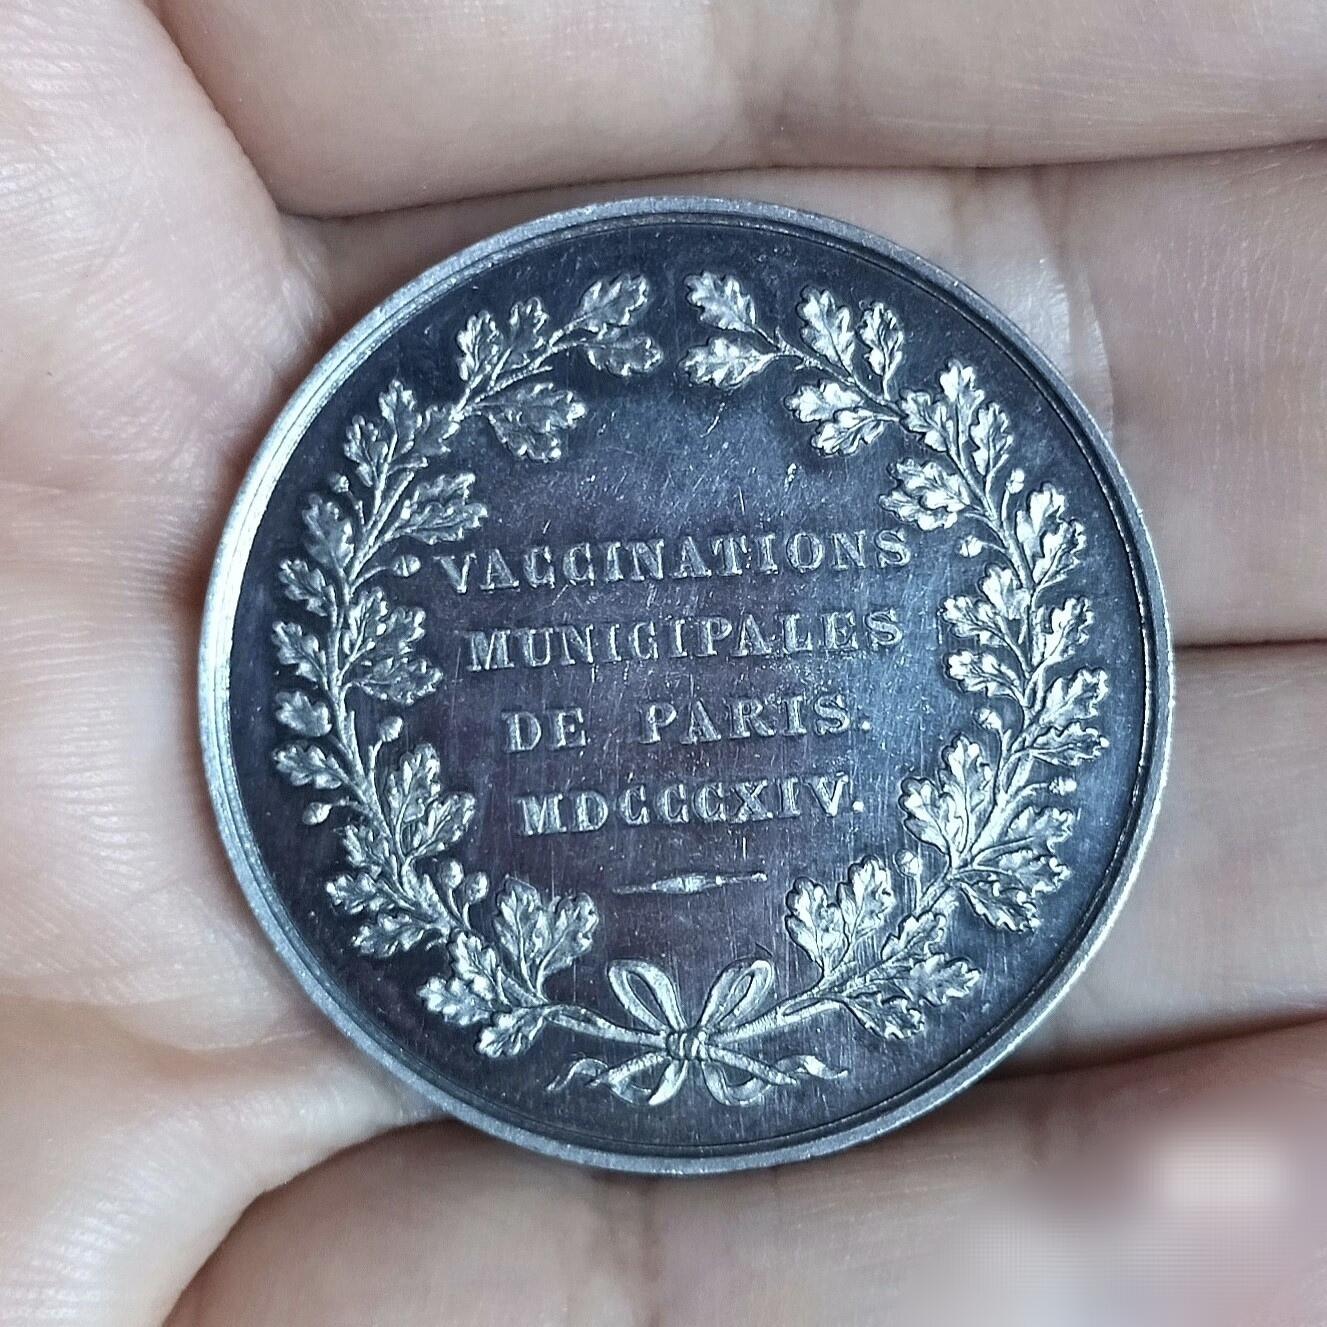 VACCINATIONS
MUNICIPALES
DE PARIS.
MDCCCXIV.